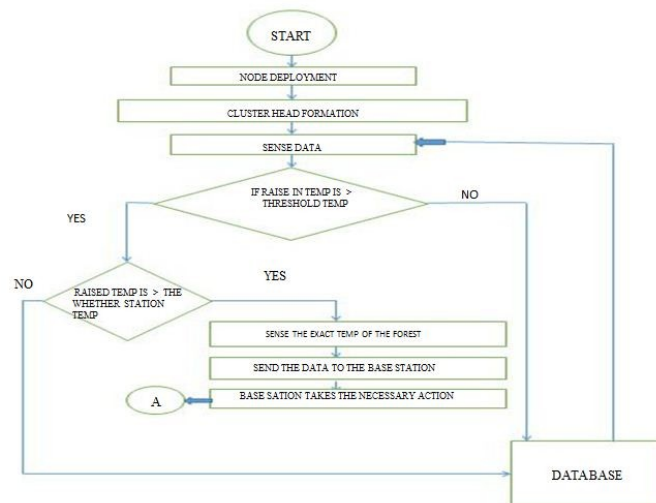 START
NODE DEPLOYMENT
CLUSTER HEAD FORMATION
SENSE DATA
IF RAISE IN TEMP IS >
THRESHOLD TEMP
NO
YES
NO
RAISED TEMP IS > THE
WHETHER STATION
TEMP
YES
SENSE THE EXACT TEMP OF THE FOREST
SEND THE DATA TO THE BASE STATION
BASE SATION TAKES THE NECESSARY ACTION
A
DATABASE